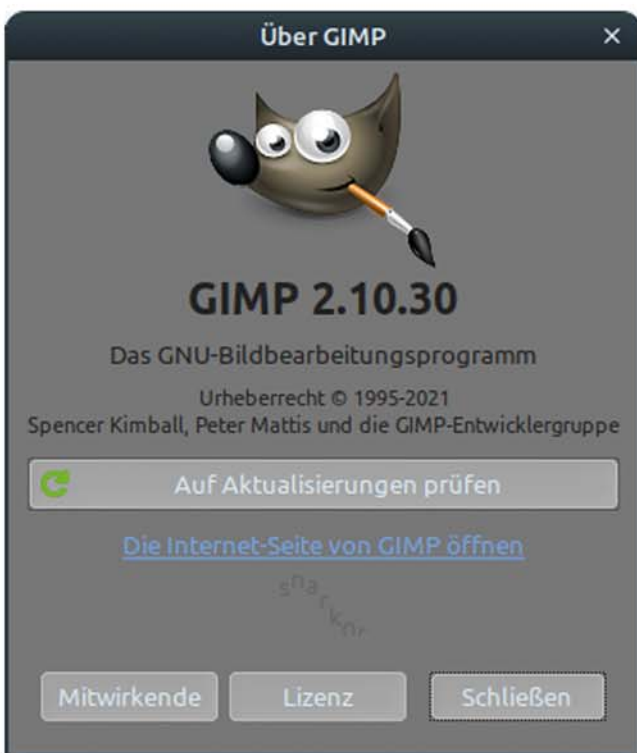 Über GIMP
GIMP 2.10.30
Das GNU-Bildbearbeitungsprogramm
Urheberrecht © 1995-2021
Spencer Kimball, Peter Mattis und die GIMP-Entwicklergruppe
Auf Aktualisierungen prüfen
Die Internet-Seite von GIMP öffnen
Mitwirkende
Lizenz
Schließen